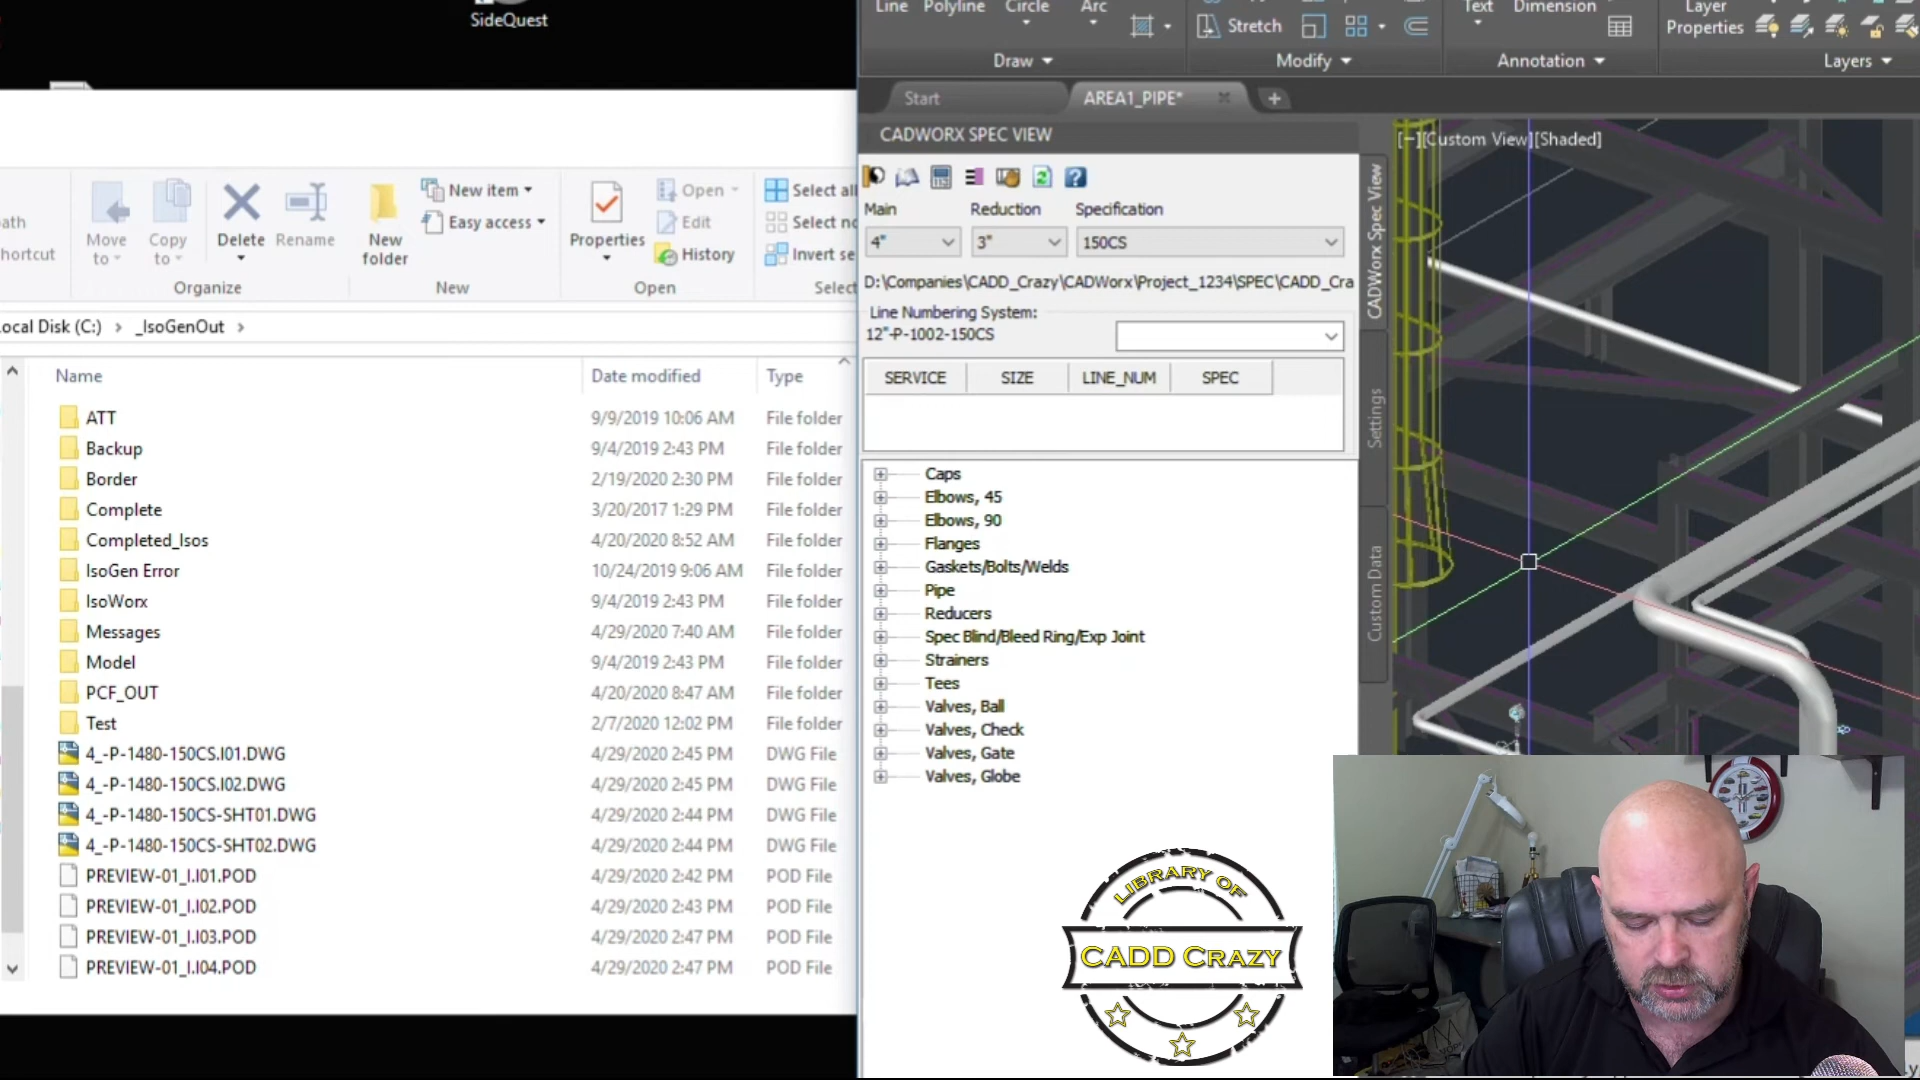 SideQuest
Move to
Copy to
Delete
Rename
New folder
New item
Easy access
Properties
Open
Edit
History
Select all
Select no
Invert se
ath
hortcut
Organize
New
Open
Select
ocal Disk (C:) > _IsoGenOut >
Name Date modified Type
ATT 9/9/2019 10:06 AM File folder
Backup 9/4/2019 2:43 PM File folder
Border 2/19/2020 2:30 PM File folder
Complete 3/20/2017 1:29 PM File folder
Completed_Isos 4/20/2020 8:52 AM File folder
IsoGen Error 10/24/2019 9:06 AM File folder
IsoWorx 9/4/2019 2:43 PM File folder
Messages 4/29/2020 7:40 AM File folder
Model 9/4/2019 2:43 PM File folder
PCF_OUT 4/20/2020 8:47 AM File folder
Test 2/7/2020 12:02 PM File folder
4_-P-1480-150CS.I01.DWG 4/29/2020 2:45 PM DWG File
4_-P-1480-150CS.I02.DWG 4/29/2020 2:45 PM DWG File
4_-P-1480-150CS-SHT01.DWG 4/29/2020 2:44 PM DWG File
4_-P-1480-150CS-SHT02.DWG 4/29/2020 2:44 PM DWG File
PREVIEW-01_I.I01.POD 4/29/2020 2:42 PM POD File
PREVIEW-01_I.I02.POD 4/29/2020 2:43 PM POD File
PREVIEW-01_I.I03.POD 4/29/2020 2:47 PM POD File
PREVIEW-01_I.I04.POD 4/29/2020 2:47 PM POD File
Line Polyline Circle Arc
Stretch
Text Dimension
Layer
Properties
Draw
Modify
Annotation
Layers
Start
AREA1_PIPE*
CADWORX SPEC VIEW
Main Reduction Specification
4" 3" 150CS
D:\Companies\CADD_Crazy\CADWorx\Project_1234\SPEC\CADD_Cra
Line Numbering System:
12"-P-1002-150CS
SERVICE SIZE LINE_NUM SPEC
Caps
Elbows, 45
Elbows, 90
Flanges
Gaskets/Bolts/Welds
Pipe
Reducers
Spec Blind/Bleed Ring/Exp Joint
Strainers
Tees
Valves, Ball
Valves, Check
Valves, Gate
Valves, Globe
CADWorx Spec View
Settings
Custom Data
[−][Custom View][Shaded]
LIBRARY OF
CADD CRAZY